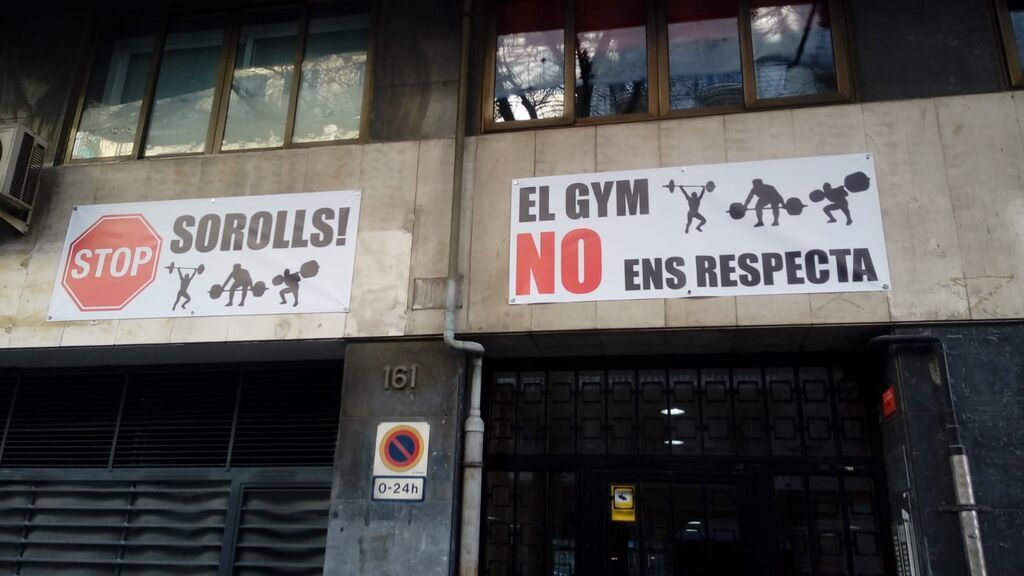 STOP
SOROLLS!
EL GYM
NO ENS RESPECTA
161
0-24h